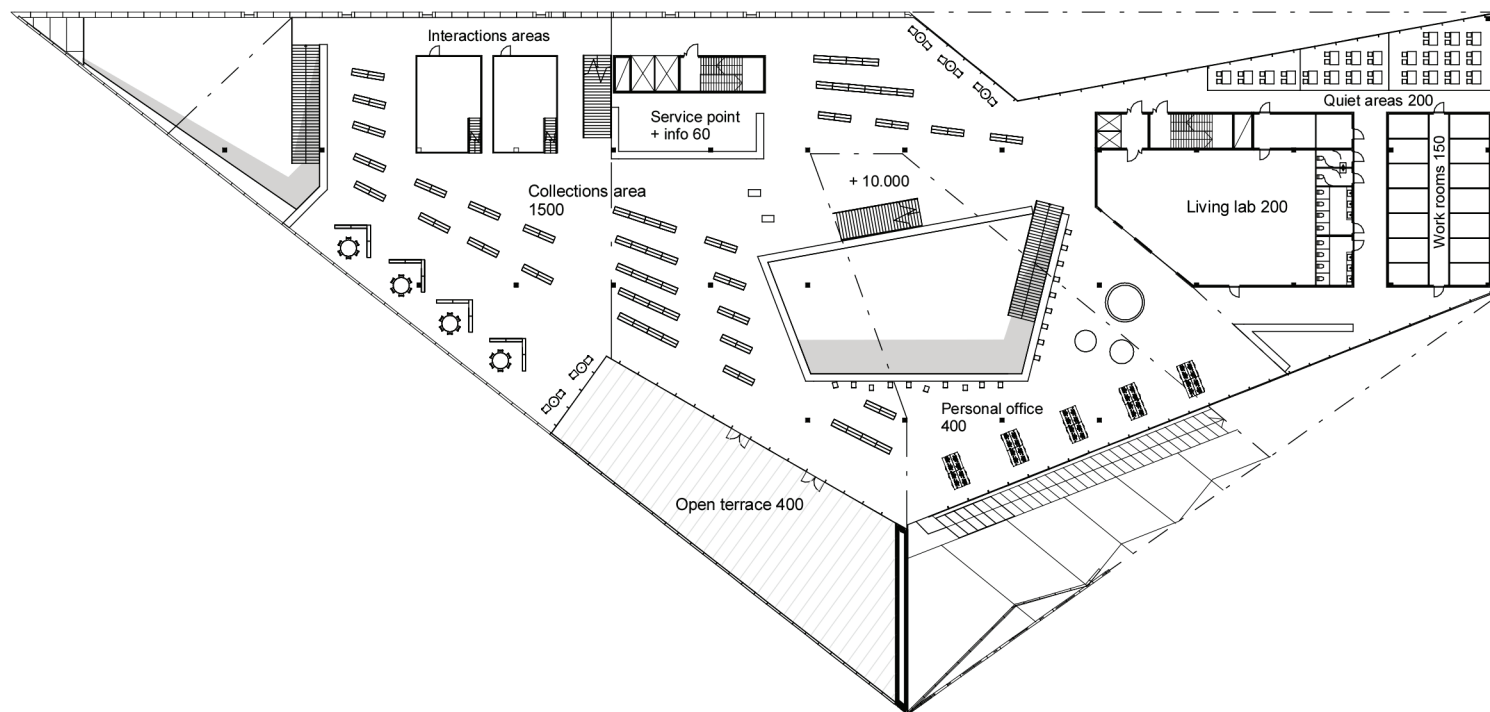 Interactions areas
Service point
+ info 60
Quiet areas 200
Collections area
1500
+ 10.000
Living lab 200
Work rooms 150
Personal office
400
Open terrace 400